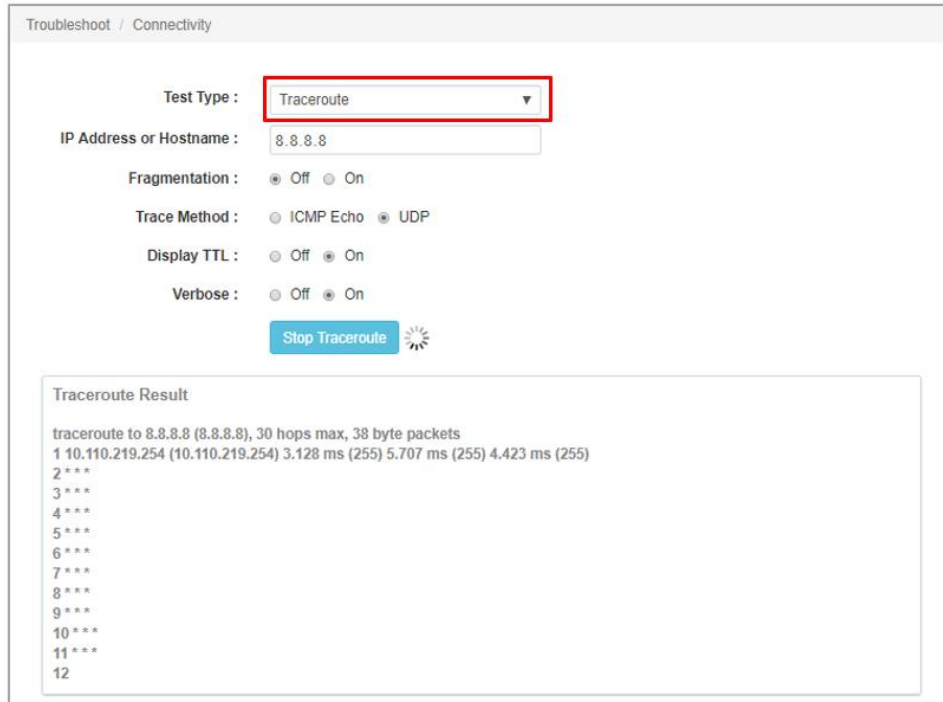 Troubleshoot / Connectivity
Test Type : Traceroute
IP Address or Hostname : 8.8.8.8
Fragmentation : Off On
Trace Method : ICMP Echo UDP
Display TTL : Off On
Verbose : Off On
Stop Traceroute
Traceroute Result
traceroute to 8.8.8.8 (8.8.8.8), 30 hops max, 38 byte packets
1 10.110.219.254 (10.110.219.254) 3.128 ms (255) 5.707 ms (255) 4.423 ms (255)
2 * * *
3 * * *
4 * * *
5 * * *
6 * * *
7 * * *
8 * * *
9 * * *
10 * * *
11 * * *
12